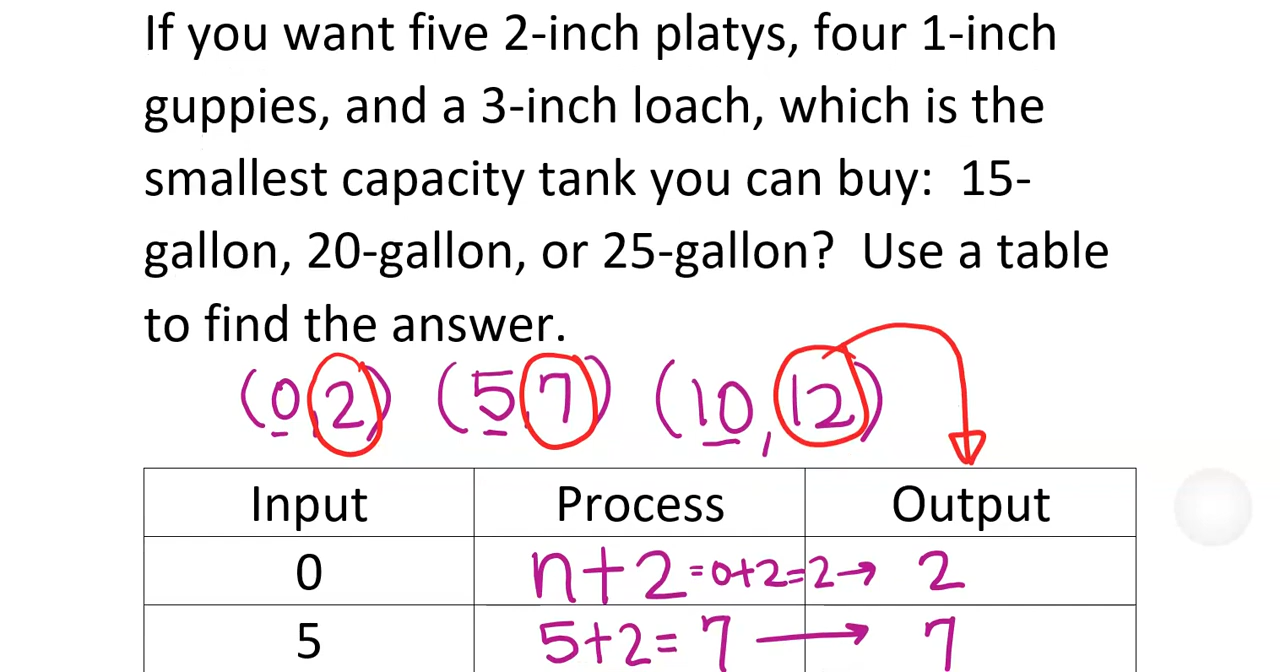 If you want five 2-inch platys, four 1-inch
guppies, and a 3-inch loach, which is the
smallest capacity tank you can buy:  15-
gallon, 20-gallon, or 25-gallon?  Use a table
to find the answer.
(0,2) (5,7) (10,12)
Input Process Output
0 n+2=0+2=2→ 2
5 5+2=7 → 7